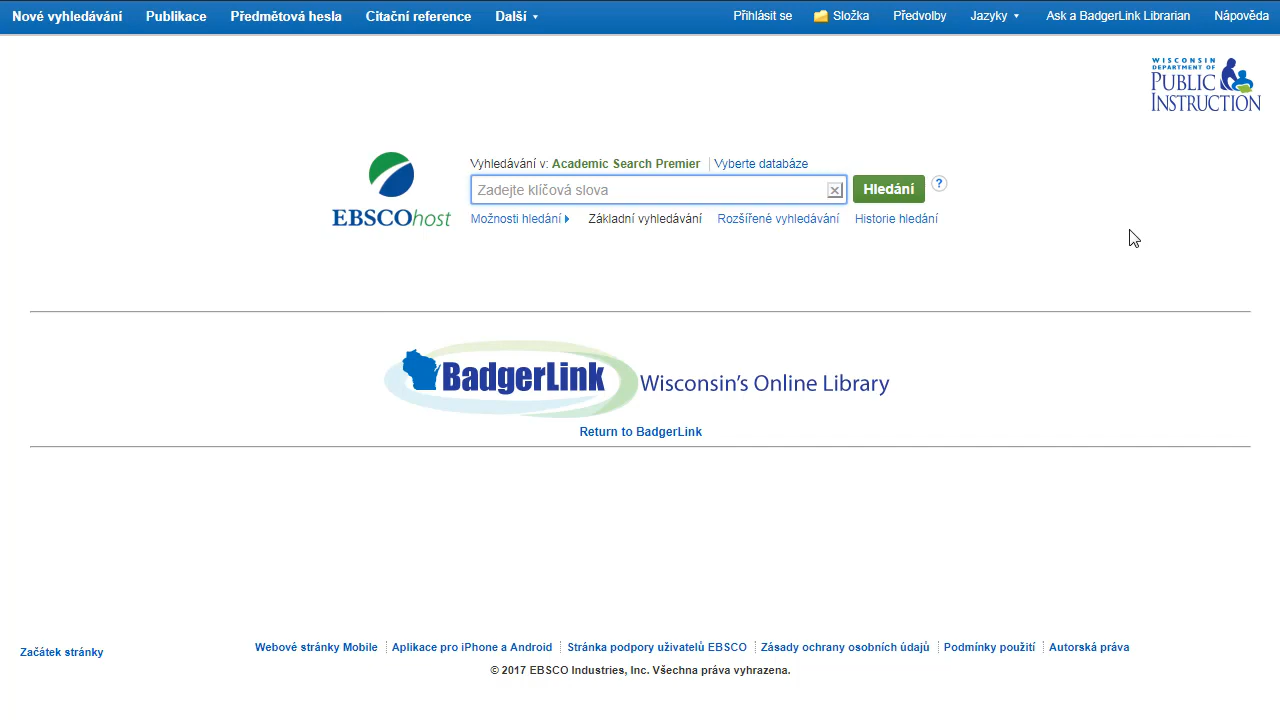 Nové vyhledávání Publikace Předmětová hesla Citační reference Další Přihlásit se Složka Předvolby Jazyky Ask a BadgerLink Librarian Nápověda
WISCONSIN
DEPARTMENT OF
PUBLIC
INSTRUCTION
EBSCOhost
Vyhledávání v: Academic Search Premier Vyberte databáze
Zadejte klíčová slova Hledání ?
Možnosti hledání Základní vyhledávání Rozšířené vyhledávání Historie hledání
BadgerLink Wisconsin's Online Library
Return to BadgerLink
Začátek stránky
Webové stránky Mobile Aplikace pro iPhone a Android Stránka podpory uživatelů EBSCO Zásady ochrany osobních údajů Podmínky použití Autorská práva
© 2017 EBSCO Industries, Inc. Všechna práva vyhrazena.